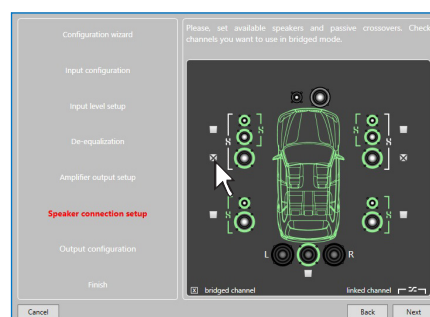 Configuration wizard
Input configuration
Input level setup
De-equalization
Amplifier output setup
Speaker connection setup
Output configuration
Finish
Please, set available speakers and passive crossovers. Check
channels you want to use in bridged mode.
L R
X bridged channel
linked channel
Cancel
Back
Next